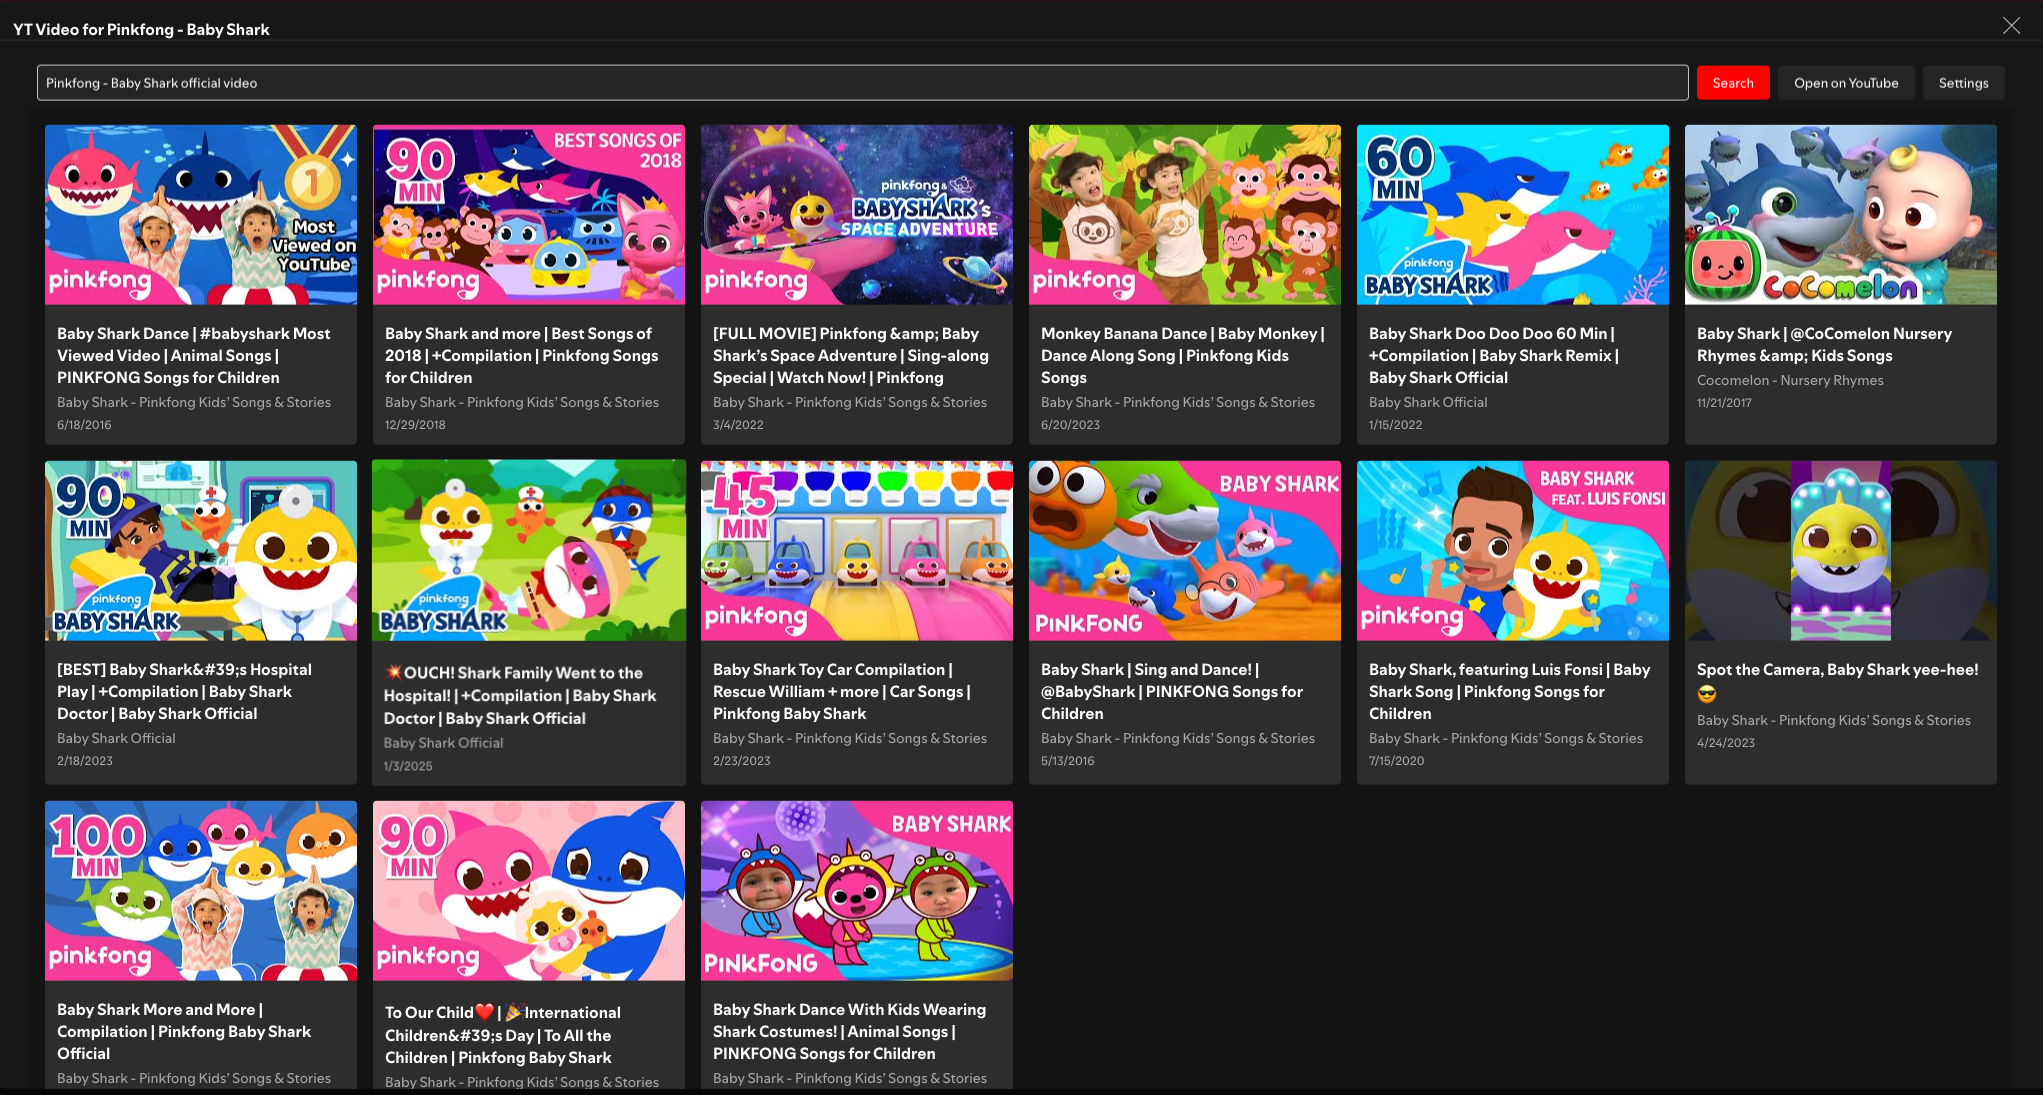 YT Video for Pinkfong - Baby Shark
Pinkfong - Baby Shark official video
Search
Open on YouTube
Settings
1
Most
Viewed on
YouTube
pinkfong
Baby Shark Dance | #babyshark Most
Viewed Video | Animal Songs |
PINKFONG Songs for Children
Baby Shark - Pinkfong Kids’ Songs & Stories
6/18/2016
90
MIN
BEST SONGS OF
2018
pinkfong
Baby Shark and more | Best Songs of
2018 | +Compilation | Pinkfong Songs
for Children
Baby Shark - Pinkfong Kids’ Songs & Stories
12/29/2018
pinkfong &
BABY SHARK's
SPACE ADVENTURE
pinkfong
[FULL MOVIE] Pinkfong &amp; Baby
Shark’s Space Adventure | Sing-along
Special | Watch Now! | Pinkfong
Baby Shark - Pinkfong Kids’ Songs & Stories
3/4/2022
pinkfong
Monkey Banana Dance | Baby Monkey |
Dance Along Song | Pinkfong Kids
Songs
Baby Shark - Pinkfong Kids’ Songs & Stories
6/20/2023
60
MIN
pinkfong
BABY SHARK
Baby Shark Doo Doo Doo 60 Min |
+Compilation | Baby Shark Remix |
Baby Shark Official
Baby Shark Official
1/15/2022
CoComelon
Baby Shark | @CoComelon Nursery
Rhymes &amp; Kids Songs
Cocomelon - Nursery Rhymes
11/21/2017
90
MIN
pinkfong
BABY SHARK
[BEST] Baby Shark&#39;s Hospital
Play | +Compilation | Baby Shark
Doctor | Baby Shark Official
Baby Shark Official
2/18/2023
pinkfong
BABY SHARK
💥OUCH! Shark Family Went to the
Hospital! | +Compilation | Baby Shark
Doctor | Baby Shark Official
Baby Shark Official
1/3/2025
45
MIN
pinkfong
Baby Shark Toy Car Compilation |
Rescue William + more | Car Songs |
Pinkfong Baby Shark
Baby Shark - Pinkfong Kids’ Songs & Stories
2/23/2023
BABY SHARK
PINKFONG
Baby Shark | Sing and Dance! |
@BabyShark | PINKFONG Songs for
Children
Baby Shark - Pinkfong Kids’ Songs & Stories
5/13/2016
BABY SHARK
FEAT. LUIS FONSI
pinkfong
Baby Shark, featuring Luis Fonsi | Baby
Shark Song | Pinkfong Songs for
Children
Baby Shark - Pinkfong Kids’ Songs & Stories
7/15/2020
Spot the Camera, Baby Shark yee-hee!
😎
Baby Shark - Pinkfong Kids’ Songs & Stories
4/24/2023
100
MIN
pinkfong
Baby Shark More and More |
Compilation | Pinkfong Baby Shark
Official
Baby Shark - Pinkfong Kids’ Songs & Stories
90
MIN
pinkfong
To Our Child❤️ | 🎉International
Children&#39;s Day | To All the
Children | Pinkfong Baby Shark
Baby Shark - Pinkfong Kids’ Songs & Stories
BABY SHARK
PINKFONG
Baby Shark Dance With Kids Wearing
Shark Costumes! | Animal Songs |
PINKFONG Songs for Children
Baby Shark - Pinkfong Kids’ Songs & Stories